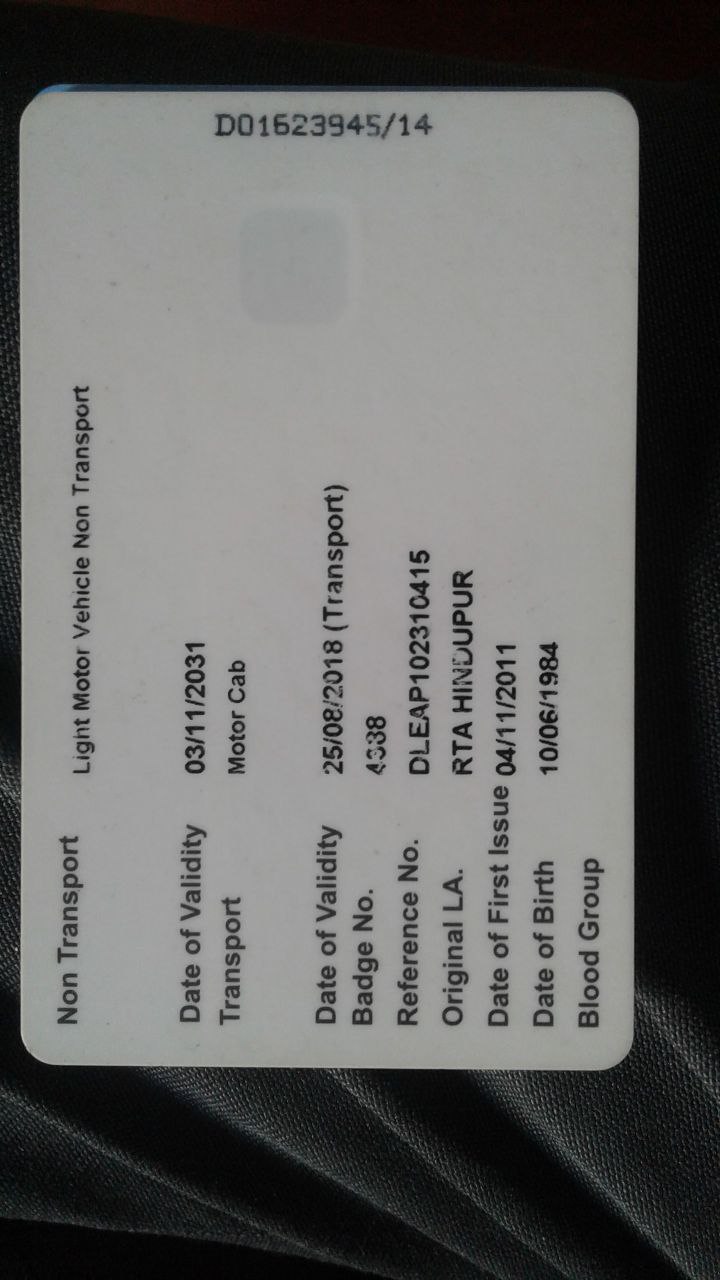 D01623945/14
Non Transport Light Motor Vehicle Non Transport
Date of Validity 03/11/2031
Transport Motor Cab
Date of Validity 25/08/2018 (Transport)
Badge No.
Reference No. DLEAP102310415
Original LA. RTA HINDUPUR
Date of First Issue 04/11/2011
Date of Birth 10/06/1984
Blood Group